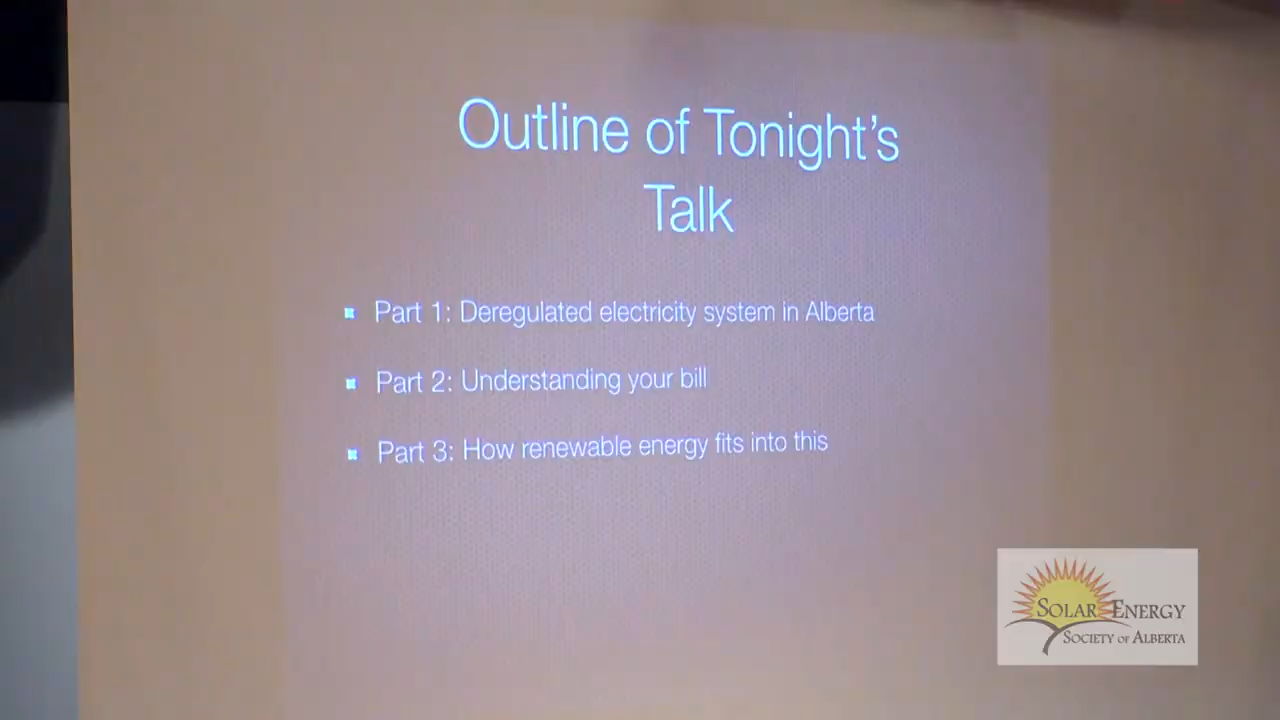 Outline of Tonight's
Talk
Part 1: Deregulated electricity system in Alberta
Part 2: Understanding your bill
Part 3: How renewable energy fits into this
SOLAR ENERGY
SOCIETY OF ALBERTA